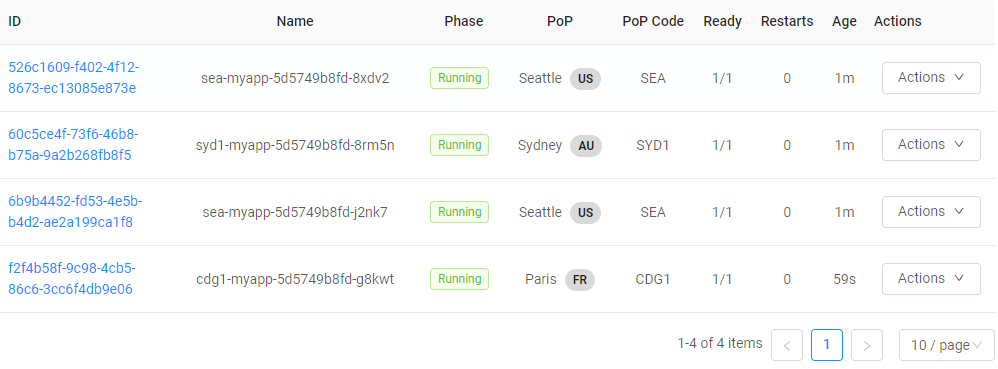 ID Name Phase PoP PoP Code Ready Restarts Age Actions
526c1609-f402-4f12-
8673-ec13085e873e sea-myapp-5d5749b8fd-8xdv2 Running Seattle US SEA 1/1 0 1m Actions
60c5ce4f-73f6-46b8-
b75a-9a2b268fb8f5 syd1-myapp-5d5749b8fd-8rm5n Running Sydney AU SYD1 1/1 0 1m Actions
6b9b4452-fd53-4e5b-
b4d2-ae2a199ca1f8 sea-myapp-5d5749b8fd-j2nk7 Running Seattle US SEA 1/1 0 1m Actions
f2f4b58f-9c98-4cb5-
86c6-3cc6f4db9e06 cdg1-myapp-5d5749b8fd-g8kwt Running Paris FR CDG1 1/1 0 59s Actions
1-4 of 4 items < 1 > 10 / page